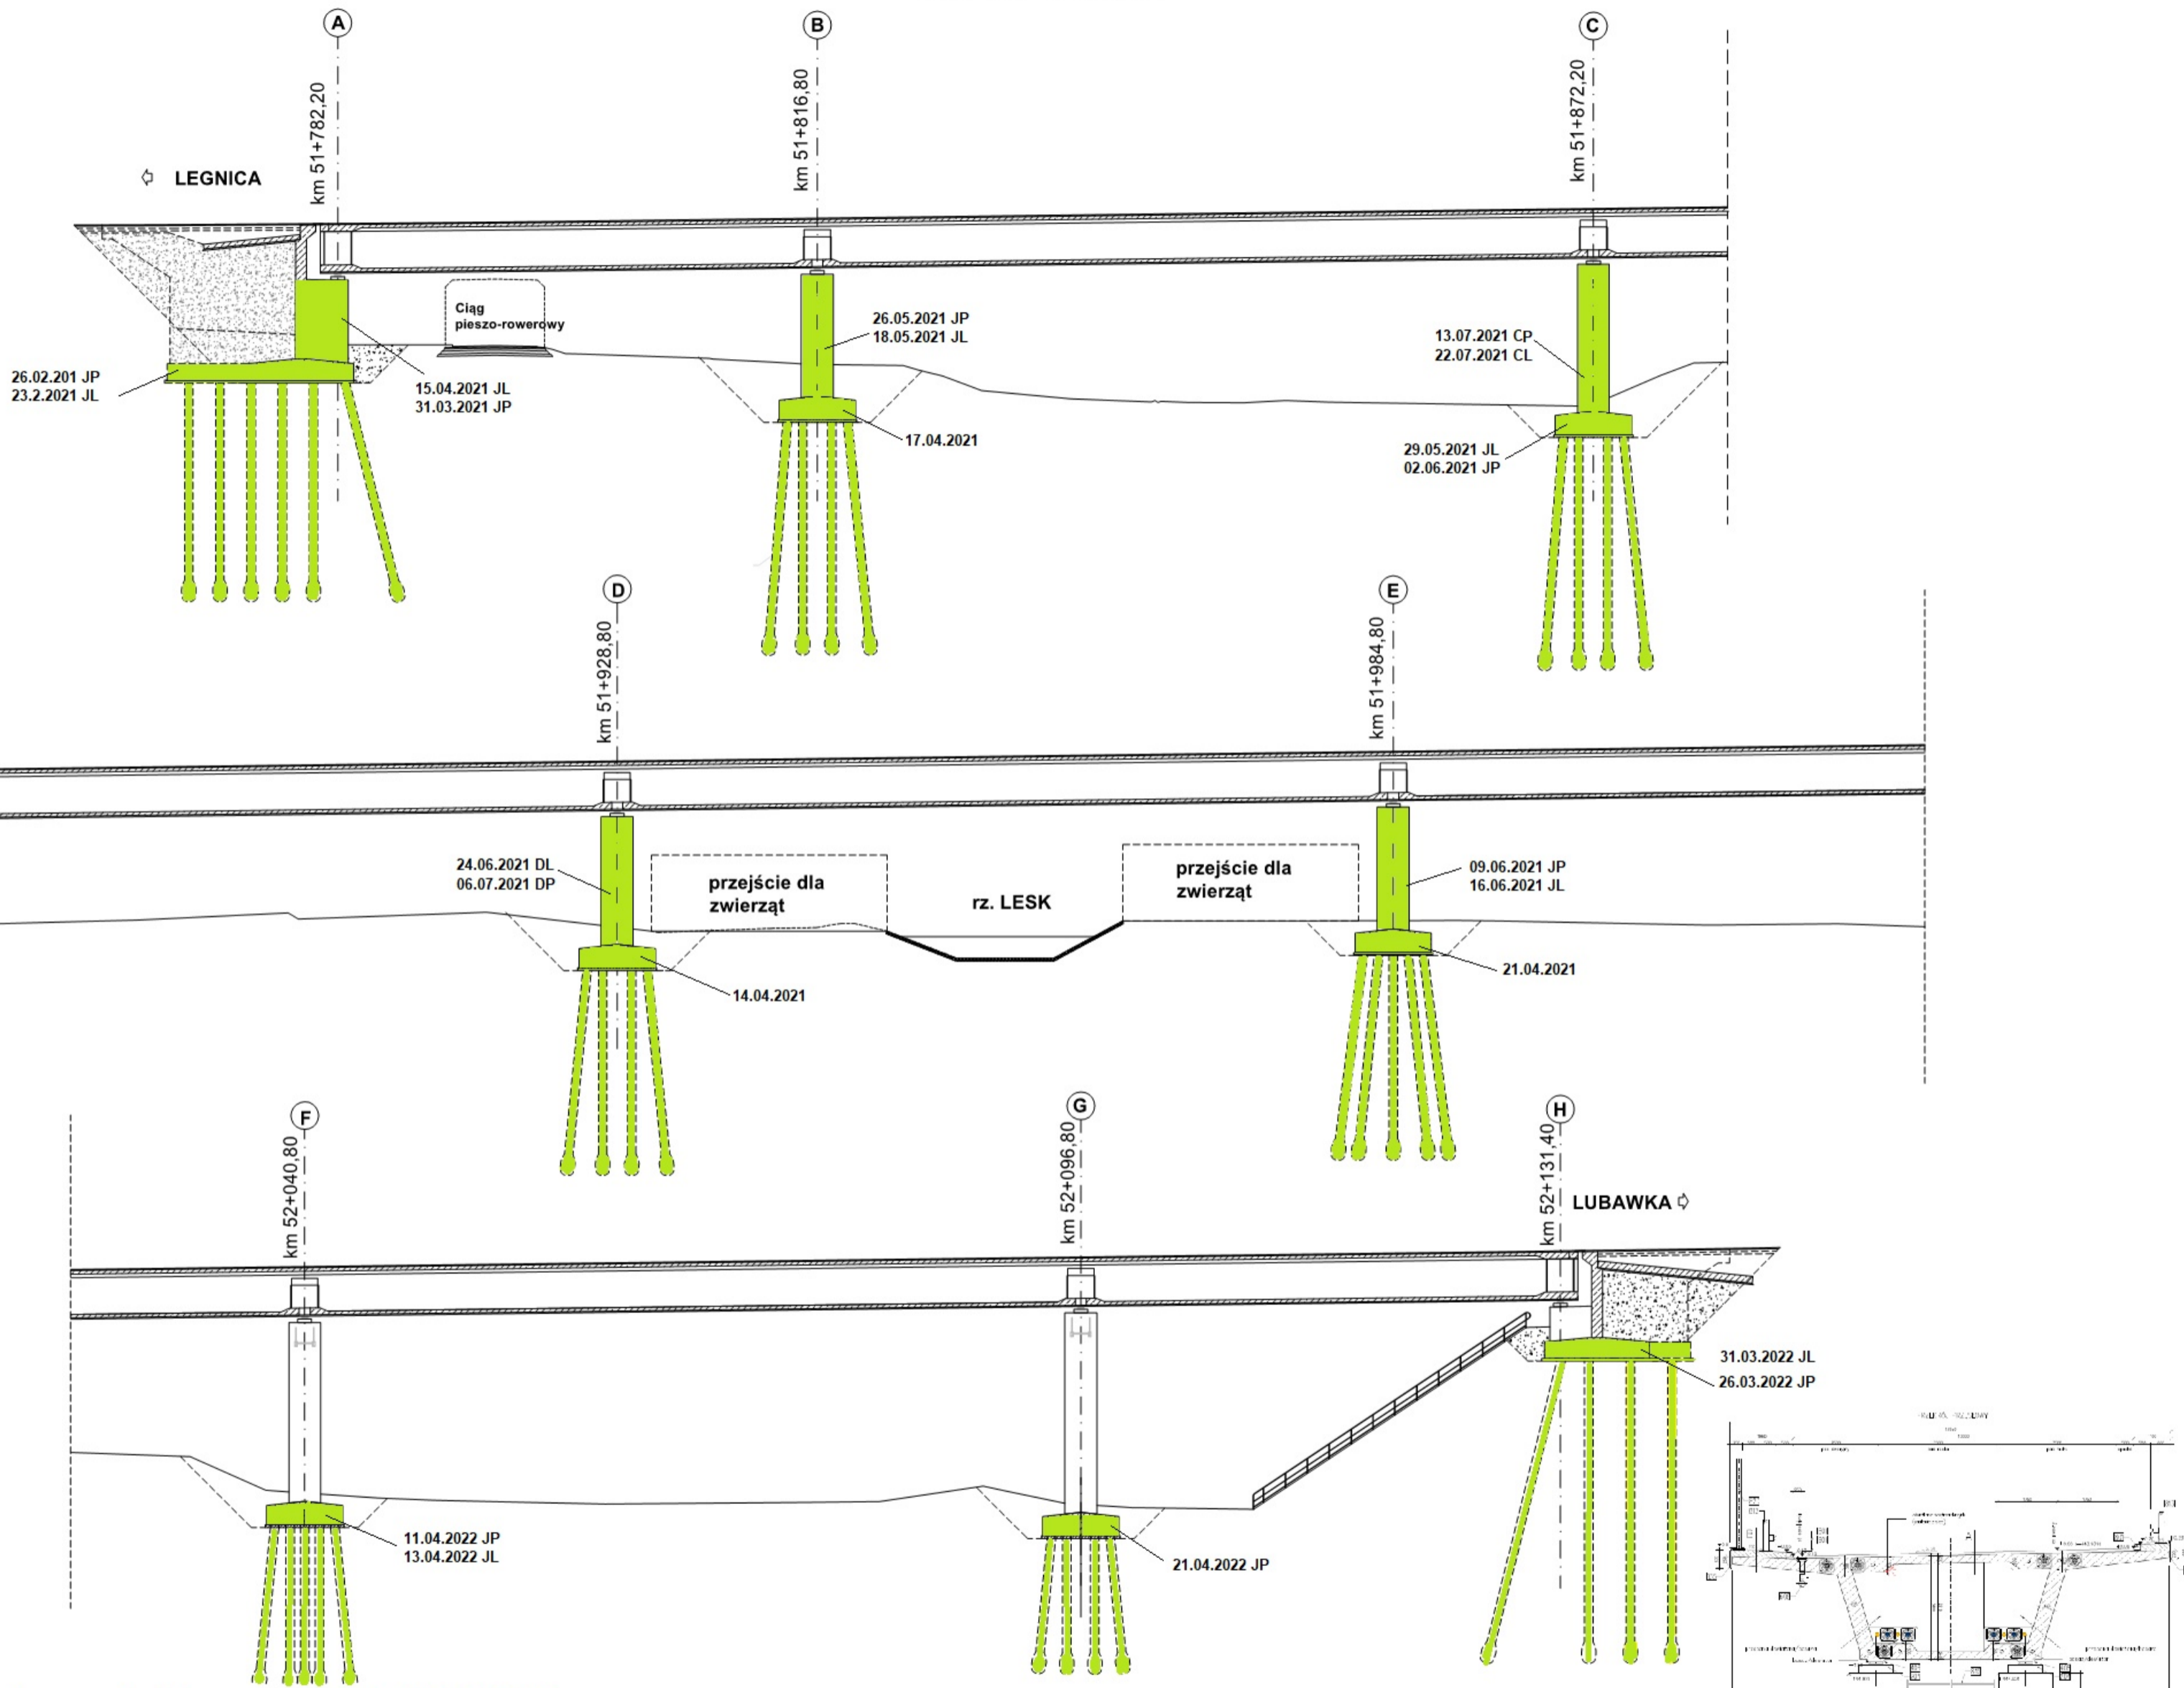 A
B
C
km 51+782,20
km 51+816,80
km 51+872,20
LEGNICA
Ciąg
pieszo-rowerowy
26.05.2021 JP
18.05.2021 JL
13.07.2021 CP
22.07.2021 CL
26.02.201 JP
23.2.2021 JL
15.04.2021 JL
31.03.2021 JP
17.04.2021
29.05.2021 JL
02.06.2021 JP
D
E
km 51+928,80
km 51+984,80
24.06.2021 DL
06.07.2021 DP
przejście dla
zwierząt
rz. LESK
przejście dla
zwierząt
09.06.2021 JP
16.06.2021 JL
14.04.2021
21.04.2021
F
G
H
km 52+040,80
km 52+096,80
km 52+131,40
LUBAWKA
31.03.2022 JL
26.03.2022 JP
11.04.2022 JP
13.04.2022 JL
21.04.2022 JP